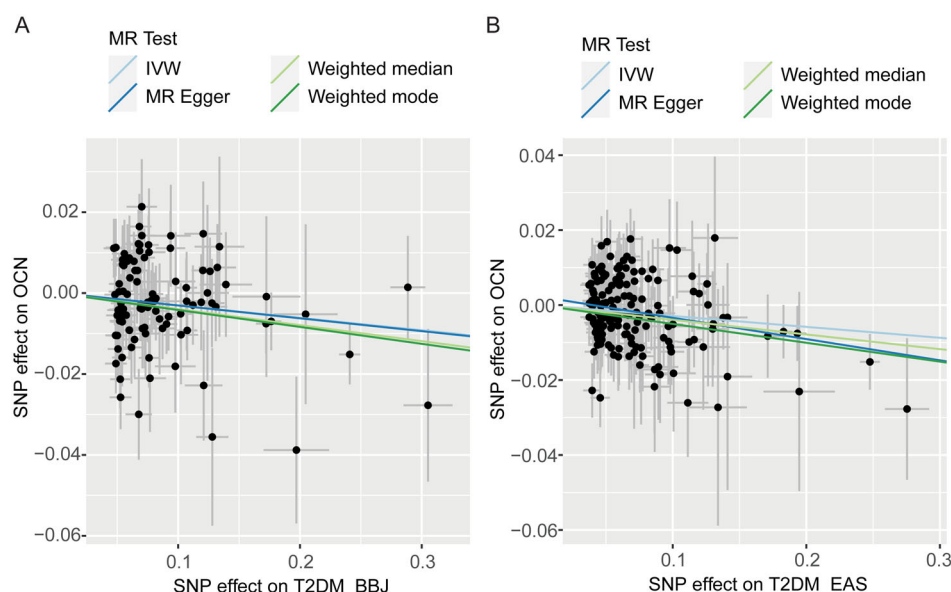 A
MR Test
IVW
Weighted median
MR Egger
Weighted mode
0.02
0.00
−0.02
−0.04
−0.06
SNP effect on OCN
0.1
0.2
0.3
SNP effect on T2DM_BBJ
B
MR Test
IVW
Weighted median
MR Egger
Weighted mode
0.04
0.02
0.00
−0.02
−0.04
−0.06
SNP effect on OCN
0.1
0.2
0.3
SNP effect on T2DM_EAS